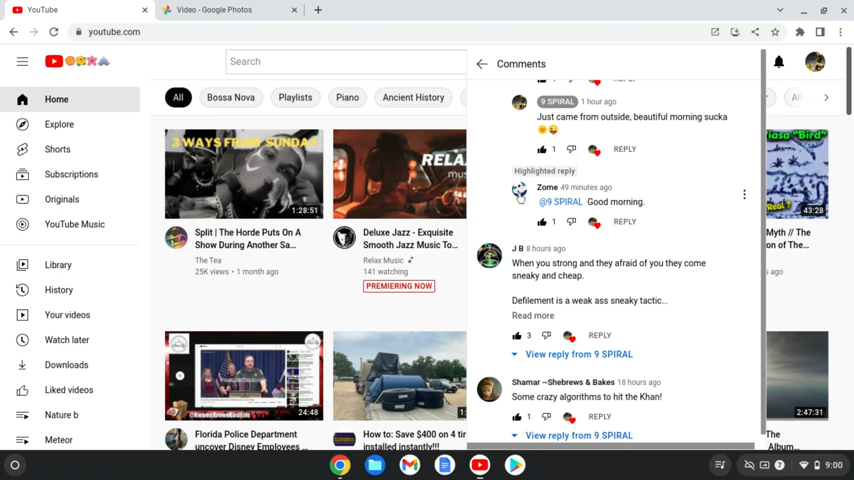 YouTube
Video - Google Photos
youtube.com
Search
Comments
All
Bossa Nova
Playlists
Piano
Ancient History
Home
Explore
Shorts
Subscriptions
Originals
YouTube Music
Library
History
Your videos
Watch later
Downloads
Liked videos
Nature b
Meteor
3 WAYS FROM SUNDAY
1:28:51
Split | The Horde Puts On A
Show During Another Sa...
The Tea
25K views • 1 month ago
RELA
Deluxe Jazz - Exquisite
Smooth Jazz Music To...
Relax Music
141 watching
PREMIERING NOW
24:48
Florida Police Department
uncover Disney Employees
How to: Save $400 on 4 tir
installed instantly!!!
REPLY
9 SPIRAL 1 hour ago
Just came from outside, beautiful morning sucka
1 REPLY
Highlighted reply
Zome 49 minutes ago
@9 SPIRAL Good morning.
1 REPLY
J B 8 hours ago
When you strong and they afraid of you they come
sneaky and cheap.
Defilement is a weak ass sneaky tactic...
Read more
3 REPLY
View reply from 9 SPIRAL
Shamar ~Shebrews & Bakes 18 hours ago
Some crazy algorithms to hit the Khan!
1 REPLY
View reply from 9 SPIRAL
iasa "Bird"
Real ?
43:28
Myth // The
n of The...
2:47:31
The
Album...
9:00